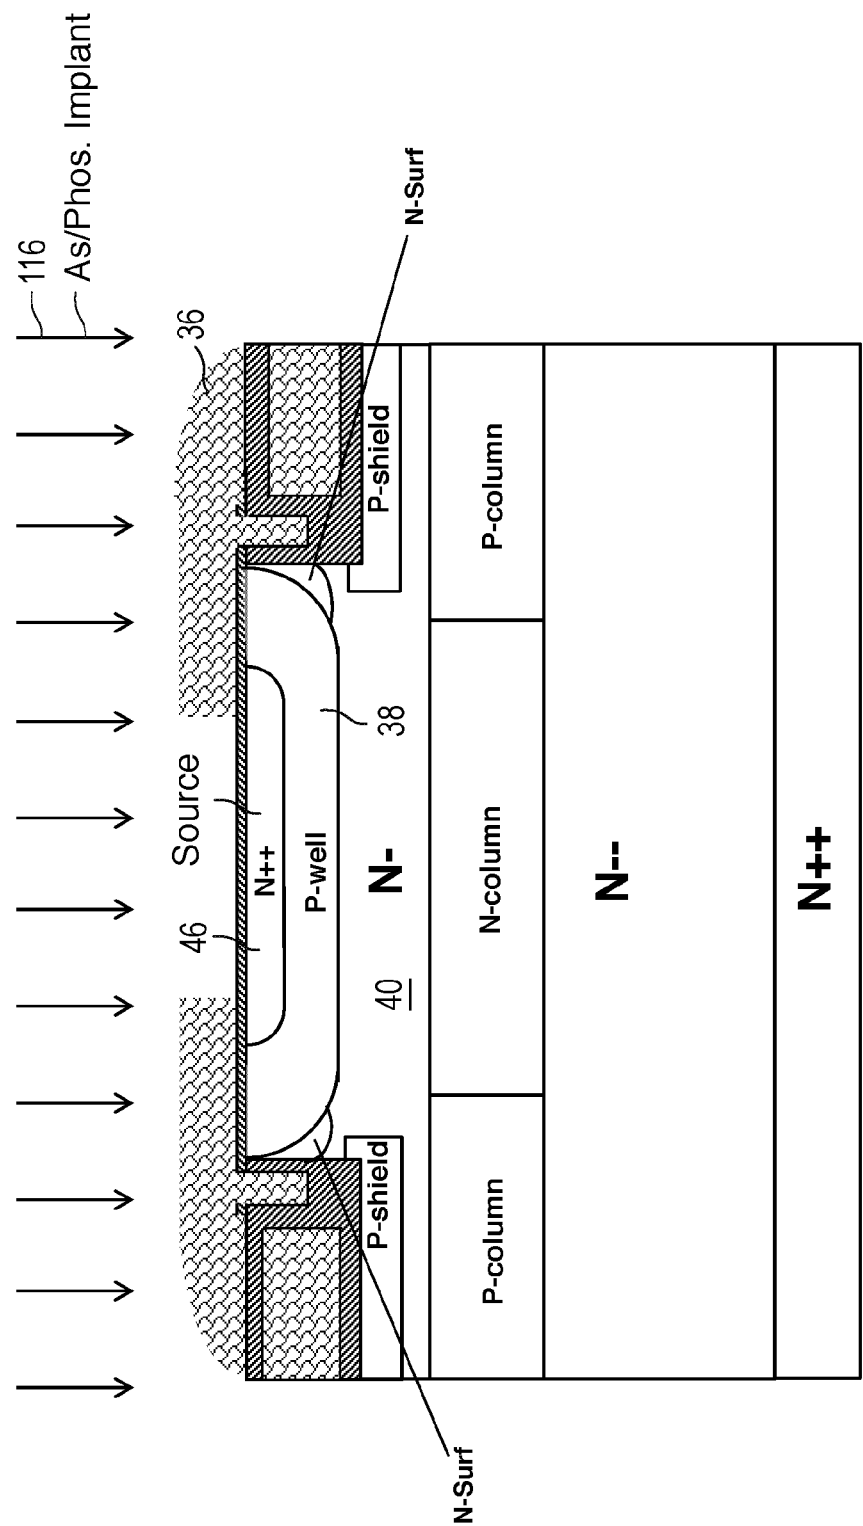 116
As/Phos. Implant
36
N-Surf
Source
46
N++
P-well
38
P-shield
P-shield
N-
40
P-column
N-column
P-column
N--
N++
N-Surf